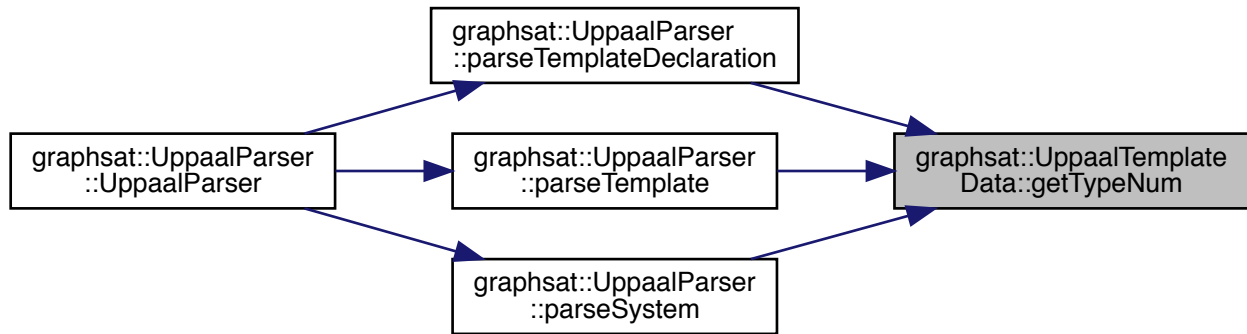 graphsat::UppaalParser
::parseTemplateDeclaration
graphsat::UppaalParser
::UppaalParser
graphsat::UppaalParser
::parseTemplate
graphsat::UppaalTemplate
Data::getTypeNum
graphsat::UppaalParser
::parseSystem